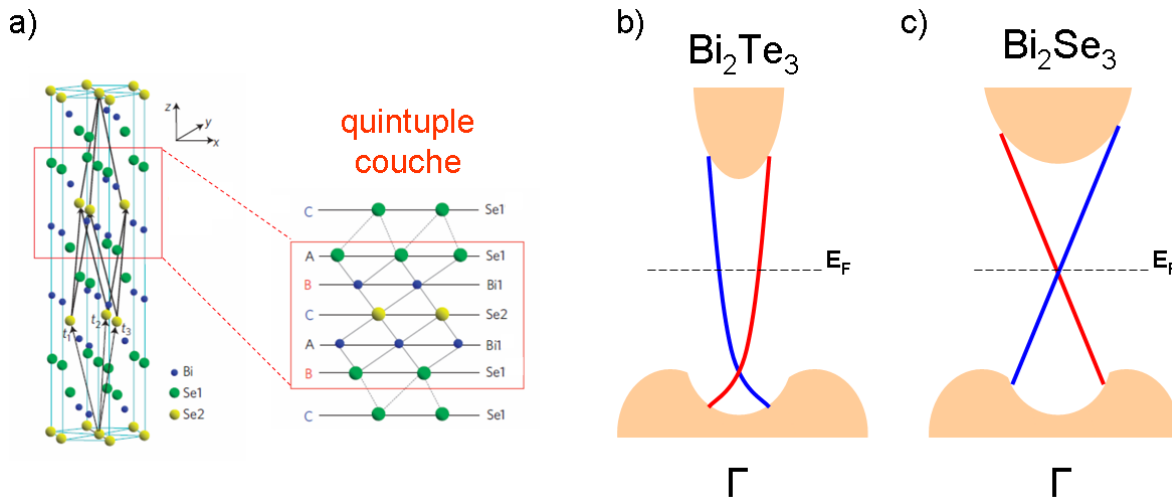 a)
z
y
x
t1
t2
t3
Bi
Se1
Se2
quintuple
couche
C Se1
A Se1
B Bi1
C Se2
A Bi1
B Se1
C Se1
b)
Bi2Te3
EF
Γ
c)
Bi2Se3
EF
Γ